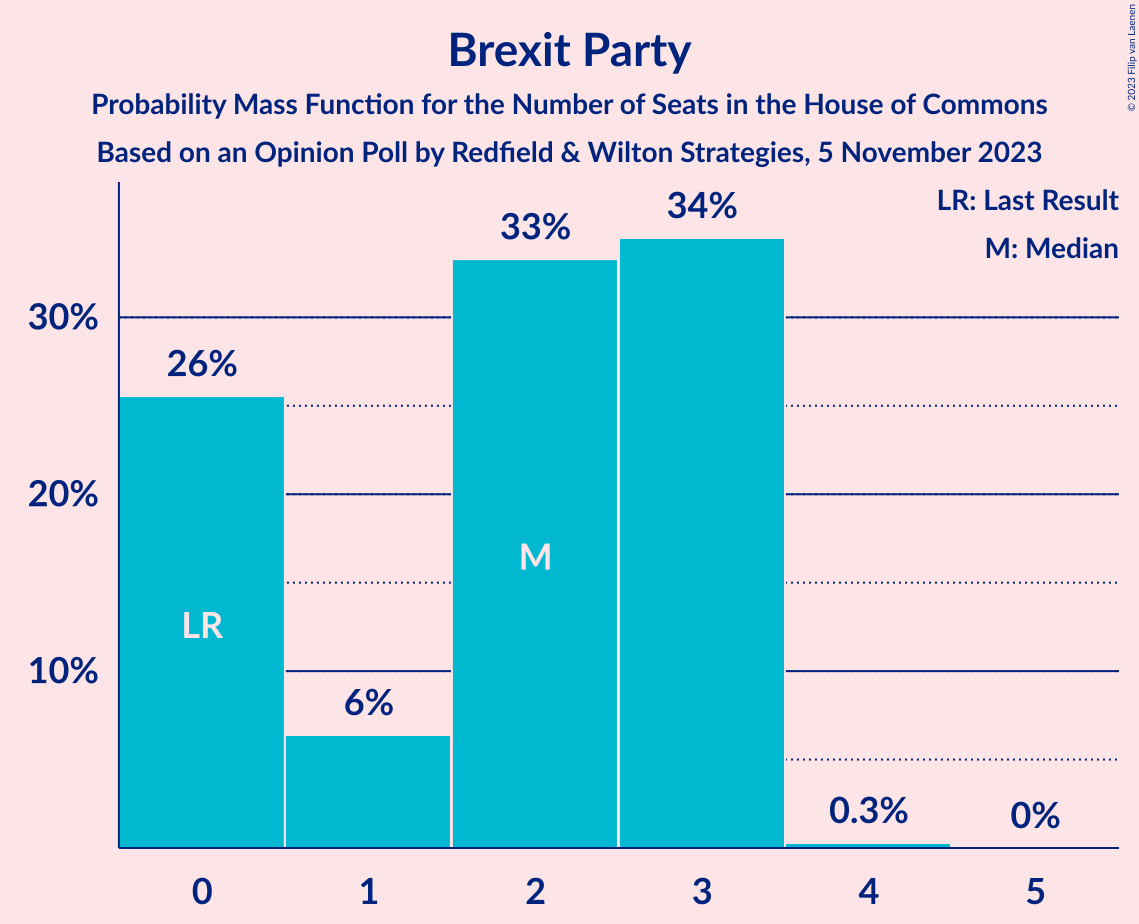 Brexit Party
Probability Mass Function for the Number of Seats in the House of Commons
Based on an Opinion Poll by Redfield & Wilton Strategies, 5 November 2023
© 2023 Filip van Laenen
LR: Last Result
M: Median
34%
33%
30%
26%
20%
M
LR
10%
6%
0.3%
0%
0 1 2 3 4 5